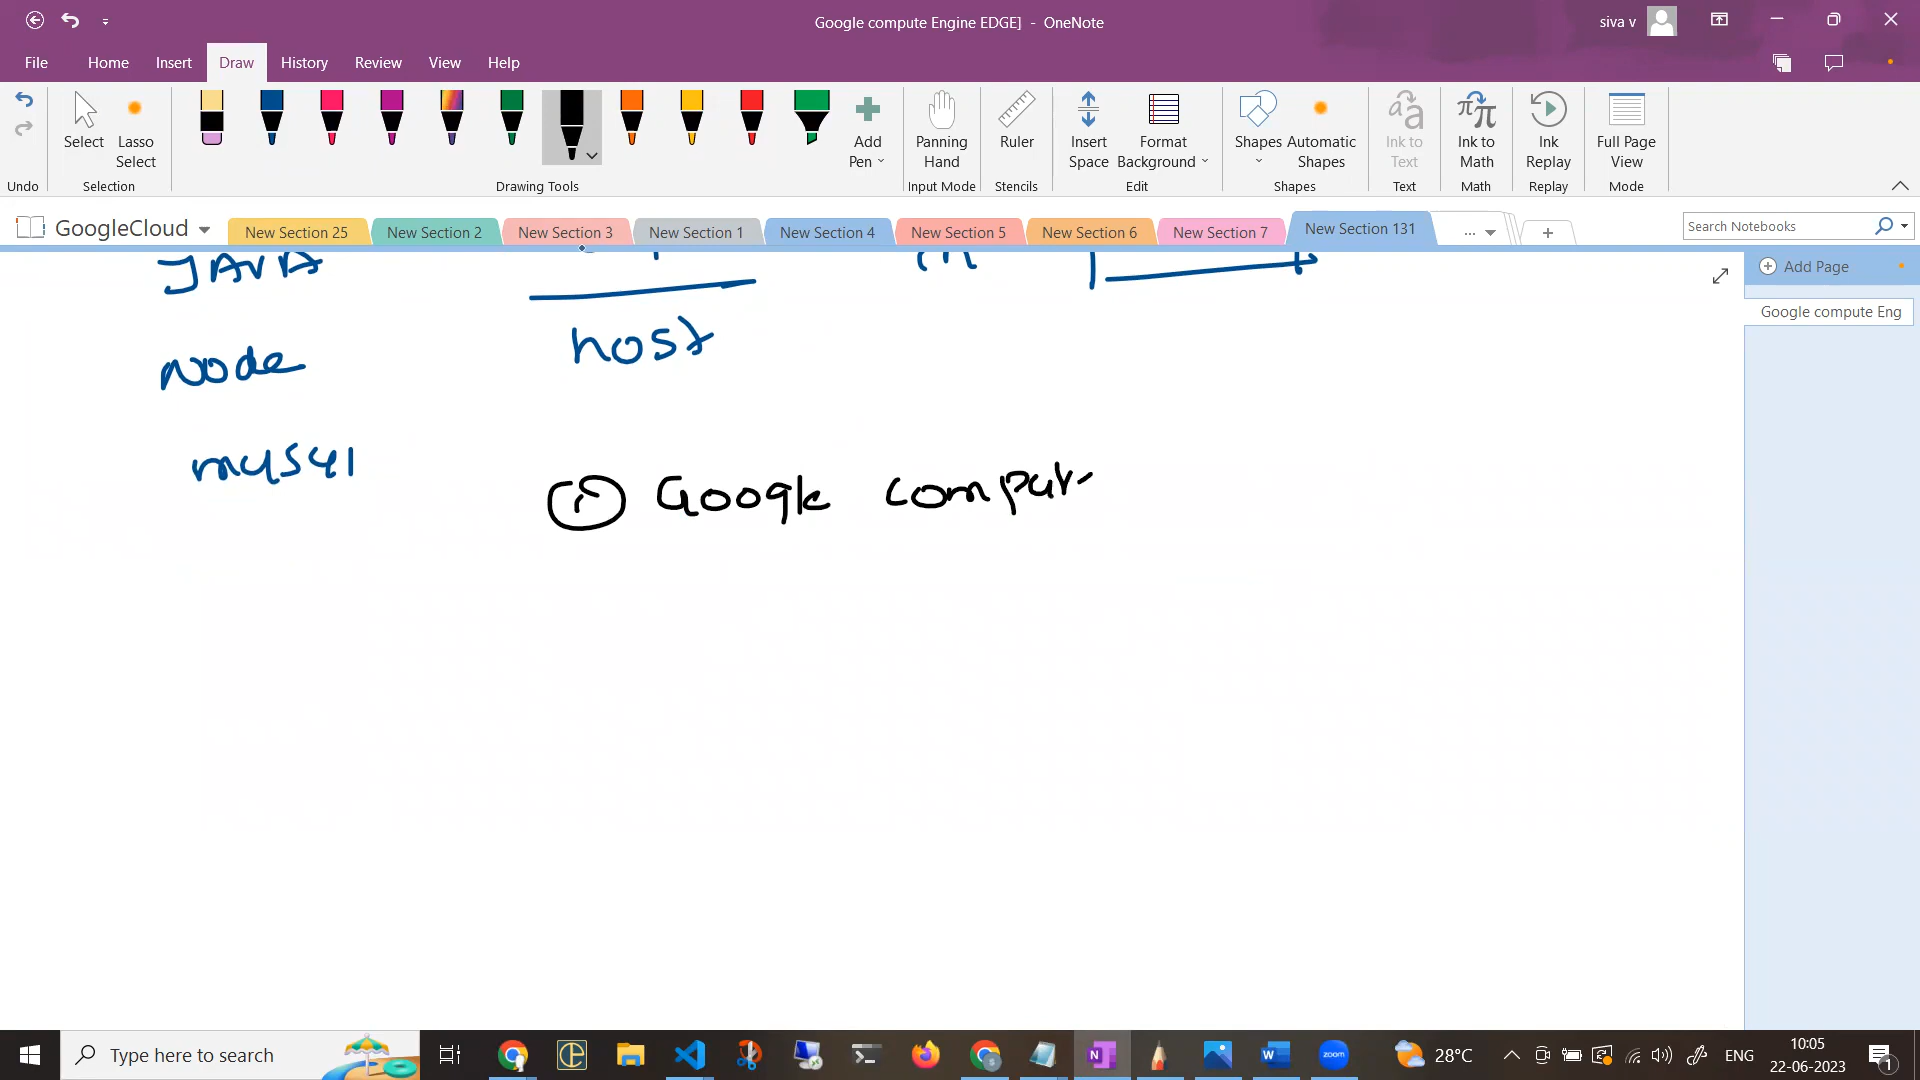 Google compute Engine EDGE] - OneNote
siva v
File Home Insert Draw History Review View Help
Undo
Select
Lasso Select
Selection
Drawing Tools
Add Pen
Panning Hand
Input Mode
Ruler
Stencils
Insert Space
Format Background
Edit
Shapes
Automatic Shapes
Shapes
Ink to Text
Text
Ink to Math
Math
Ink Replay
Replay
Full Page View
Mode
GoogleCloud
New Section 25
New Section 2
New Section 3
New Section 1
New Section 4
New Section 5
New Section 6
New Section 7
New Section 131
...
Search Notebooks
Add Page
Google compute Eng
JAVA
host
Node
mysql
Google comput
Type here to search
zoom
28°C
ENG
10:05
22-06-2023
1